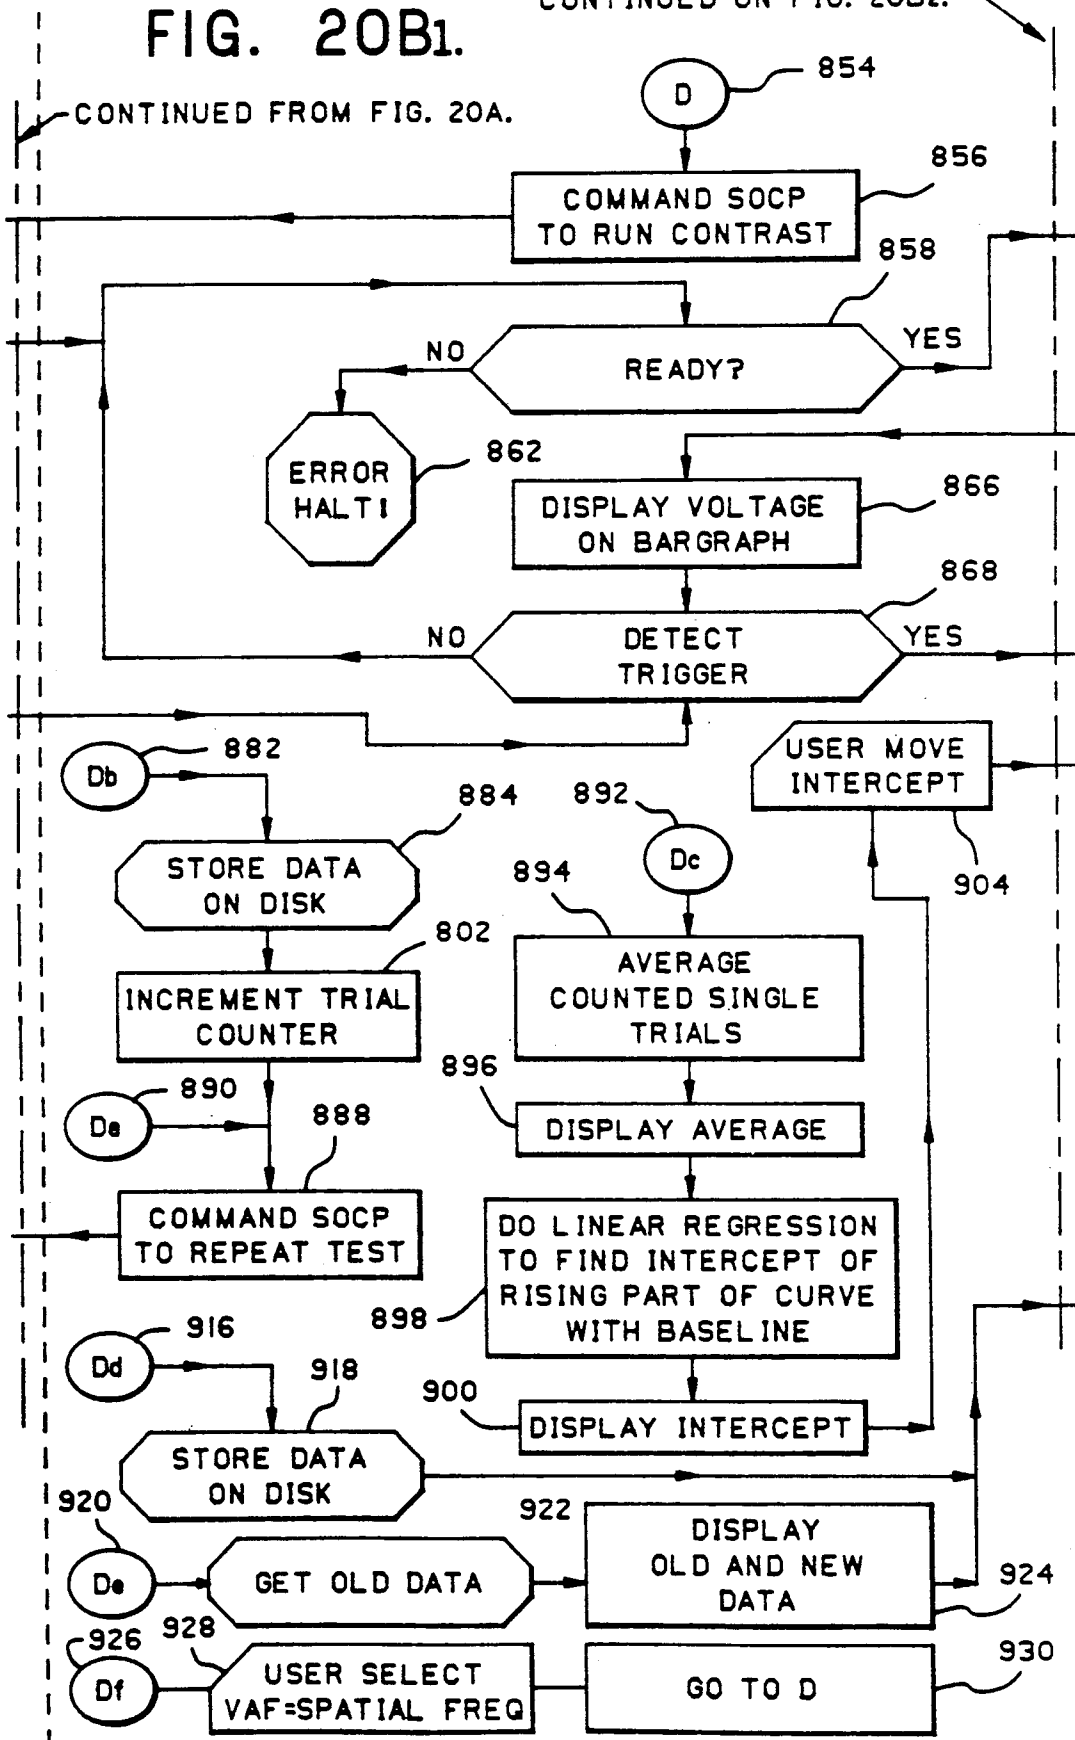 CONTINUED ON FIG. 20B2.
FIG. 20B1.
CONTINUED FROM FIG. 20A.
D
854
COMMAND SOCP
TO RUN CONTRAST
856
858
READY?
NO
YES
ERROR
HALT!
862
DISPLAY VOLTAGE
ON BARGRAPH
866
868
DETECT
TRIGGER
NO
YES
Db
882
USER MOVE
INTERCEPT
904
884
STORE DATA
ON DISK
892
Dc
802
INCREMENT TRIAL
COUNTER
894
AVERAGE
COUNTED SINGLE
TRIALS
Da
890
888
896
DISPLAY AVERAGE
COMMAND SOCP
TO REPEAT TEST
DO LINEAR REGRESSION
TO FIND INTERCEPT OF
RISING PART OF CURVE
WITH BASELINE
898
Dd
916
918
STORE DATA
ON DISK
900
DISPLAY INTERCEPT
920
De
GET OLD DATA
922
DISPLAY
OLD AND NEW
DATA
924
926
Df
928
USER SELECT
VAF=SPATIAL FREQ
GO TO D
930